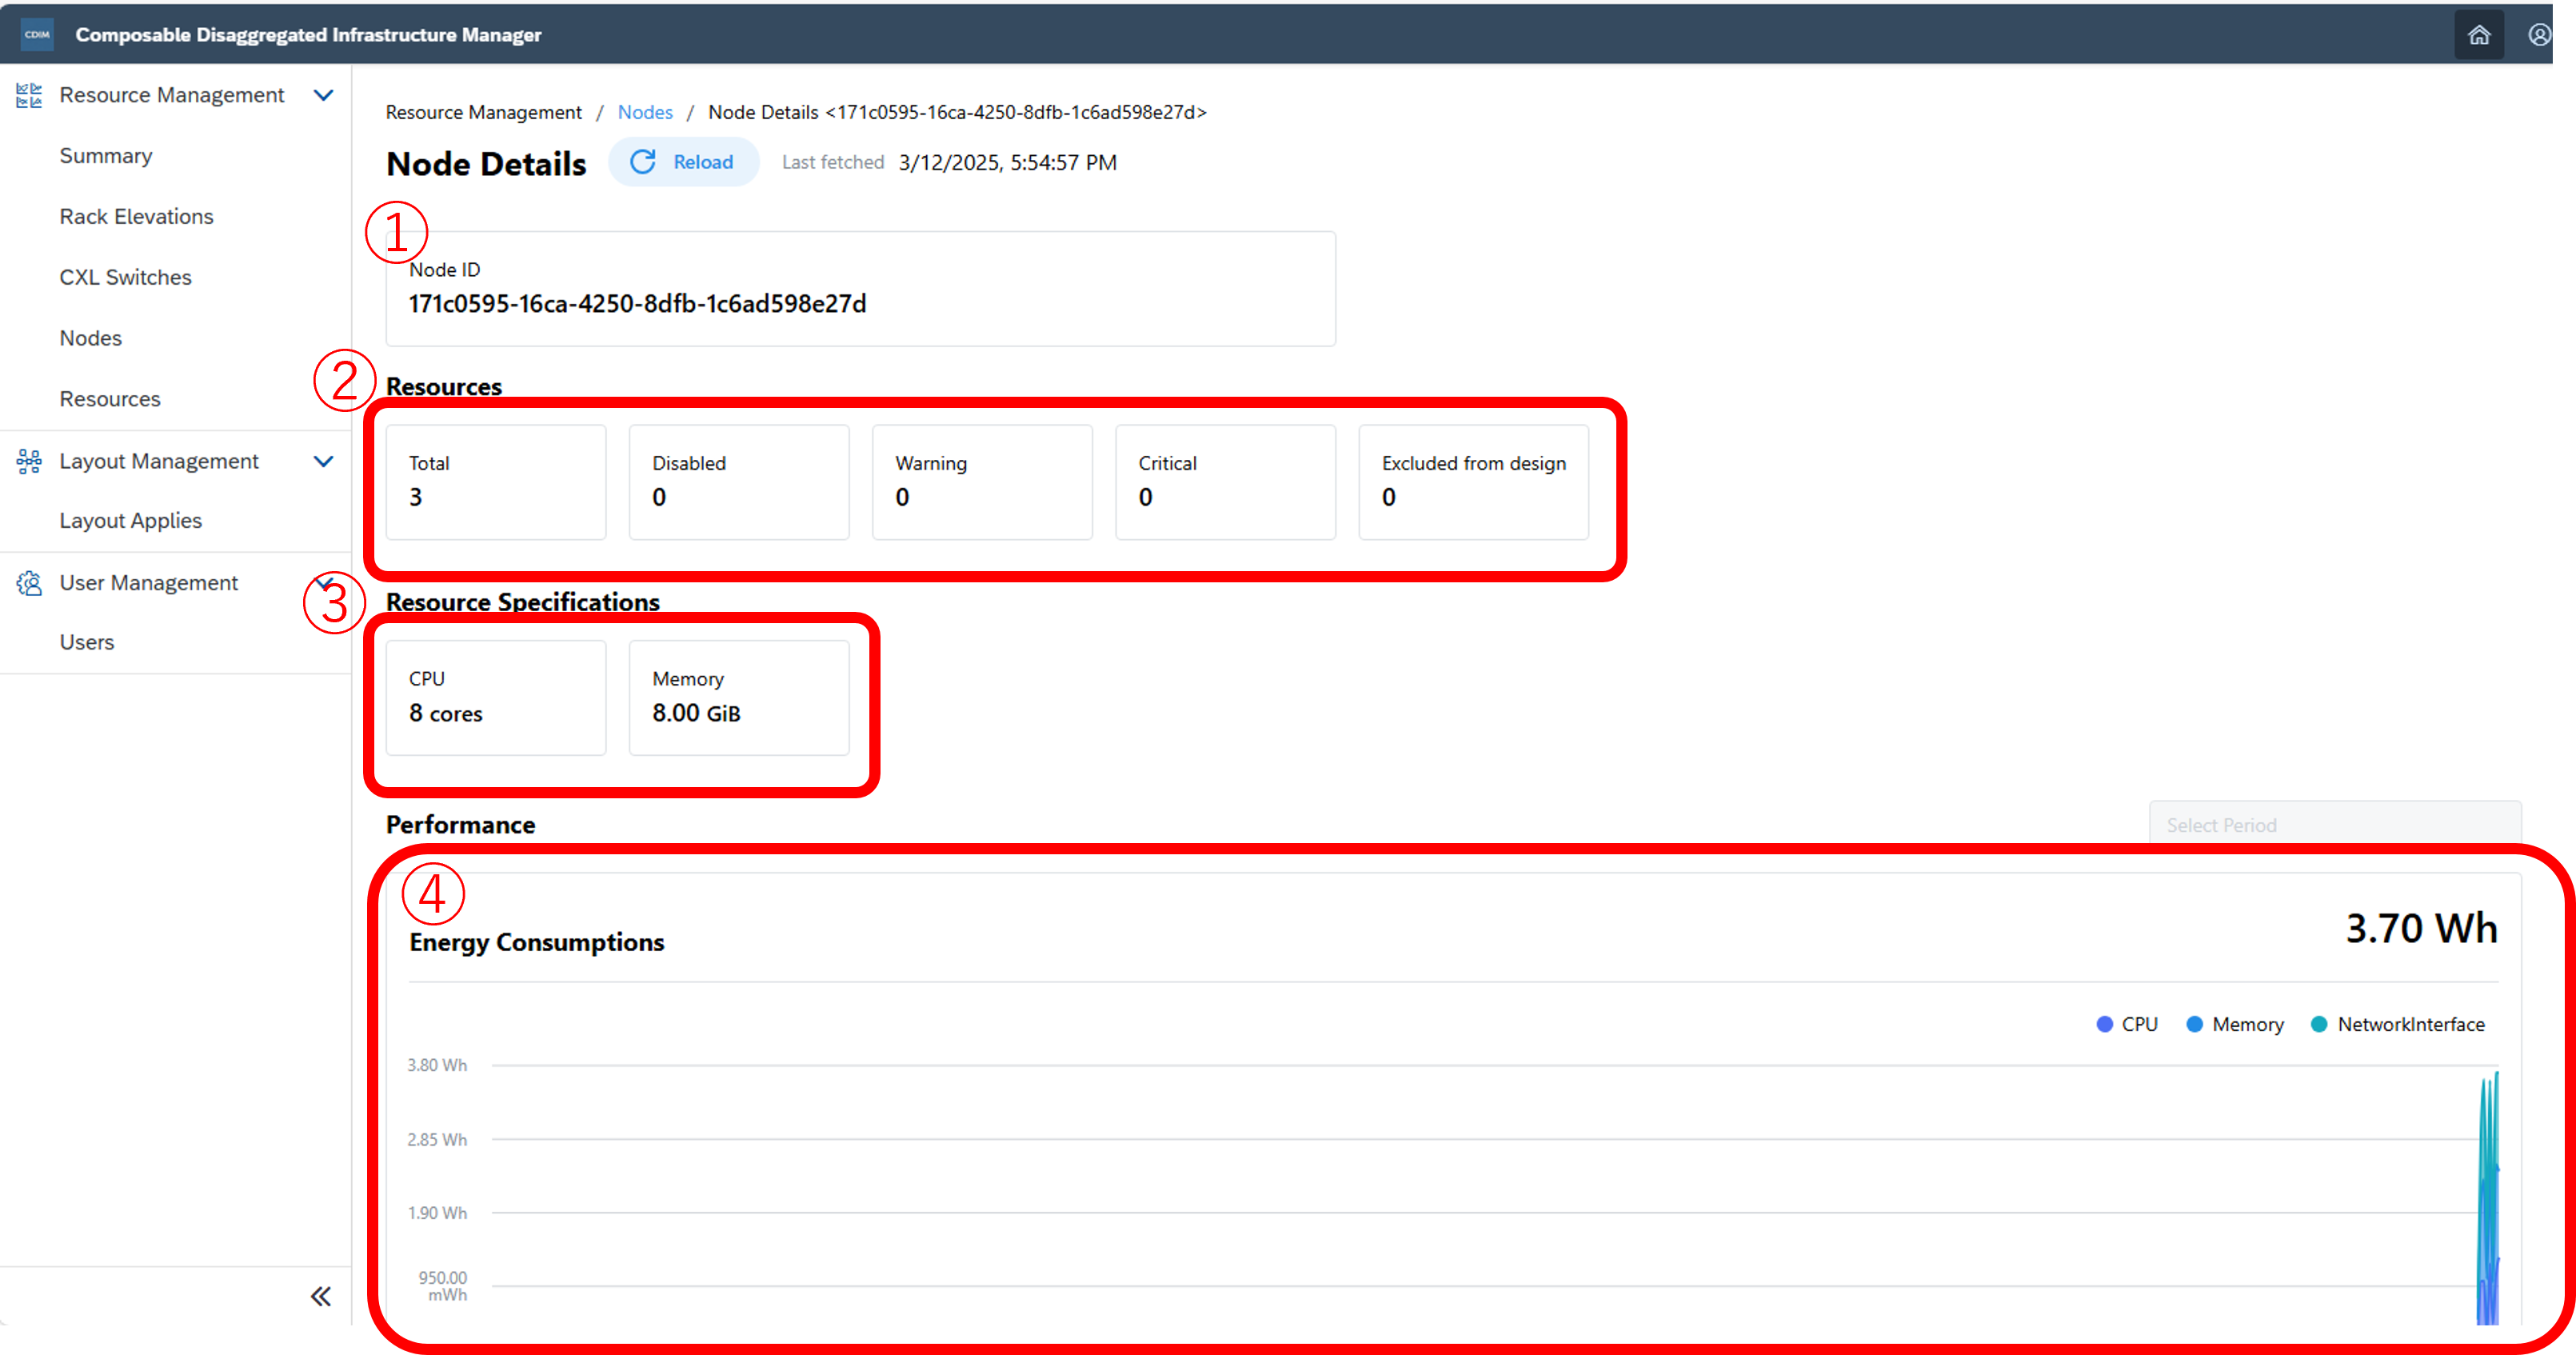 CDIM Composable Disaggregated Infrastructure Manager
Resource Management
Summary
Rack Elevations
CXL Switches
Nodes
Resources
Layout Management
Layout Applies
User Management
Users
Resource Management / Nodes / Node Details <171c0595-16ca-4250-8dfb-1c6ad598e27d>
Node Details Reload Last fetched 3/12/2025, 5:54:57 PM
①
Node ID
171c0595-16ca-4250-8dfb-1c6ad598e27d
② Resources
Total Disabled Warning Critical Excluded from design
3 0 0 0 0
③ Resource Specifications
CPU Memory
8 cores 8.00 GiB
Performance Select Period
④
Energy Consumptions 3.70 Wh
CPU Memory NetworkInterface
3.80 Wh
2.85 Wh
1.90 Wh
950.00
mWh